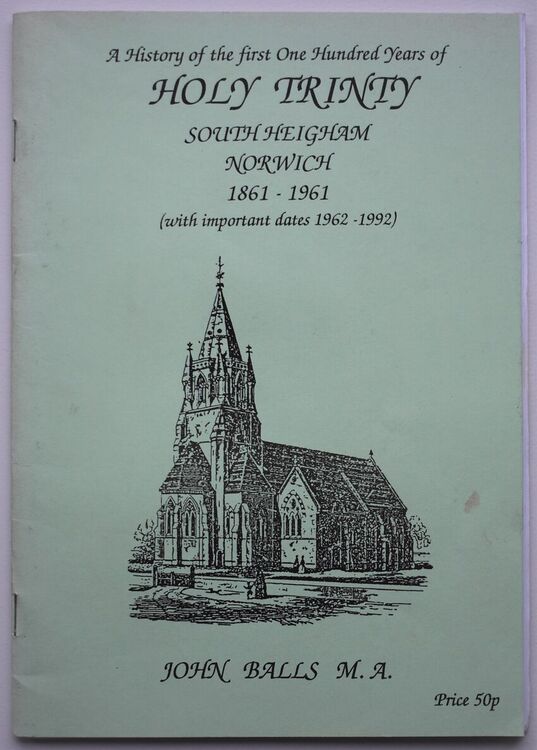 A History of the first One Hundred Years of
HOLY TRINTY
SOUTH HEIGHAM
NORWICH
1861 - 1961
(with important dates 1962 -1992)
JOHN BALLS M.A.
Price 50p